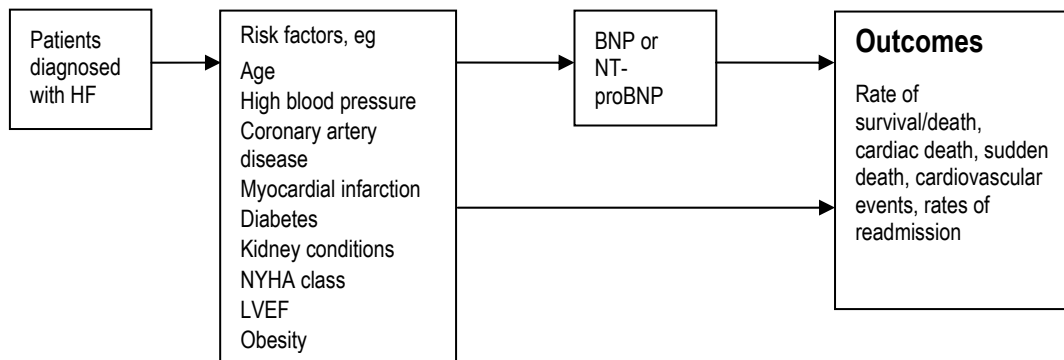 Patients
diagnosed
with HF
Risk factors, eg
Age
High blood pressure
Coronary artery
disease
Myocardial infarction
Diabetes
Kidney conditions
NYHA class
LVEF
Obesity
BNP or
NT-
proBNP
Outcomes
Rate of
survival/death,
cardiac death, sudden
death, cardiovascular
events, rates of
readmission